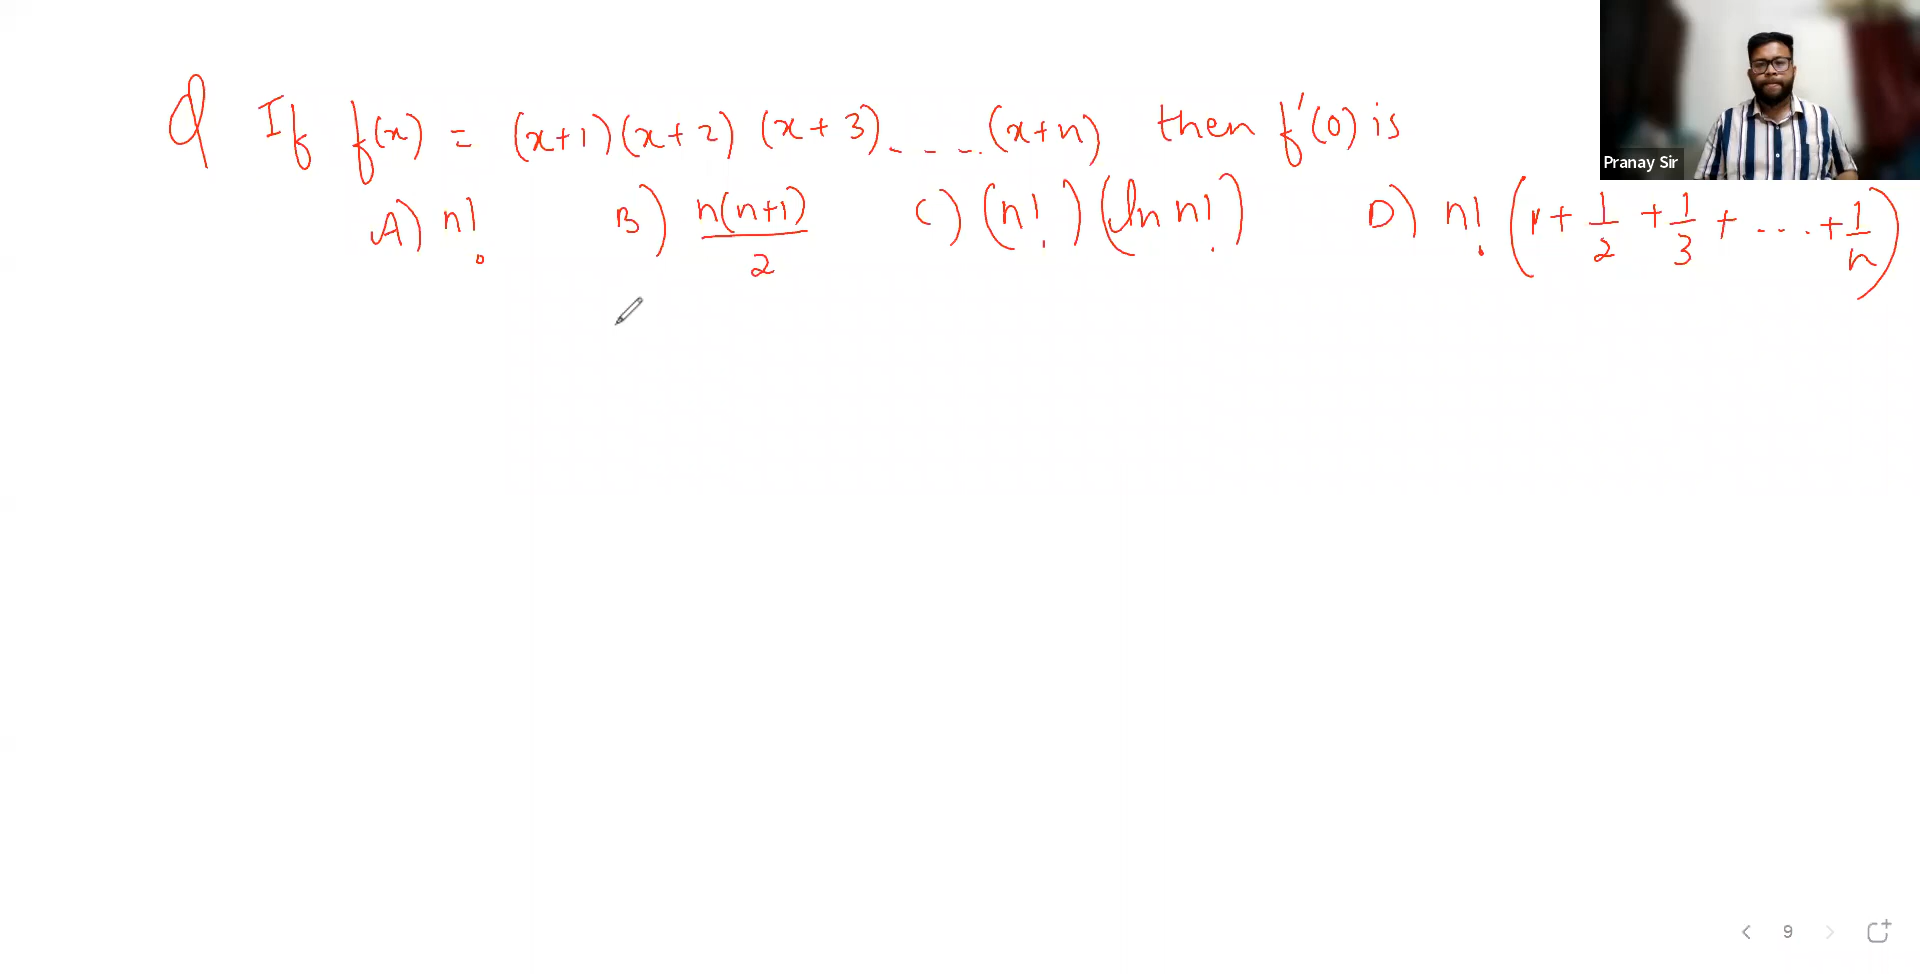 Q If f(x) = (x+1)(x+2)(x+3).....(x+n) then f'(0) is
A) n! B) n(n+1)/2 C) (n!)(ln n!) D) n!(1+1/2+1/3+....+1/n)
Pranay Sir
9